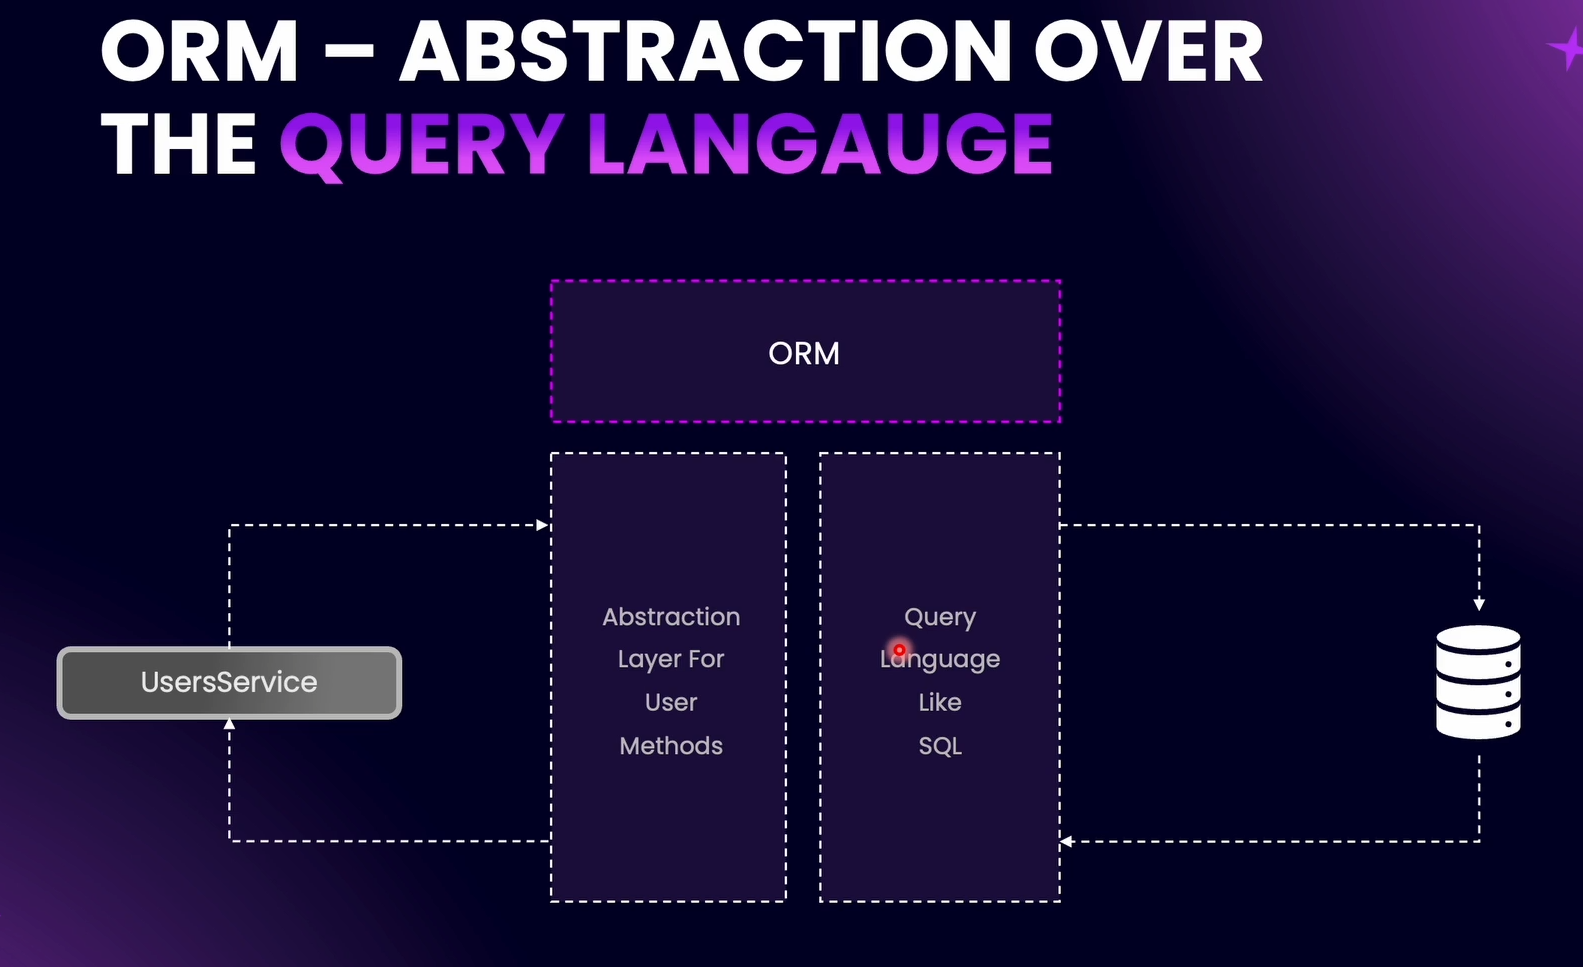 ORM – ABSTRACTION OVER
THE QUERY LANGAUGE
ORM
UsersService
Abstraction
Layer For
User
Methods
Query
Language
Like
SQL